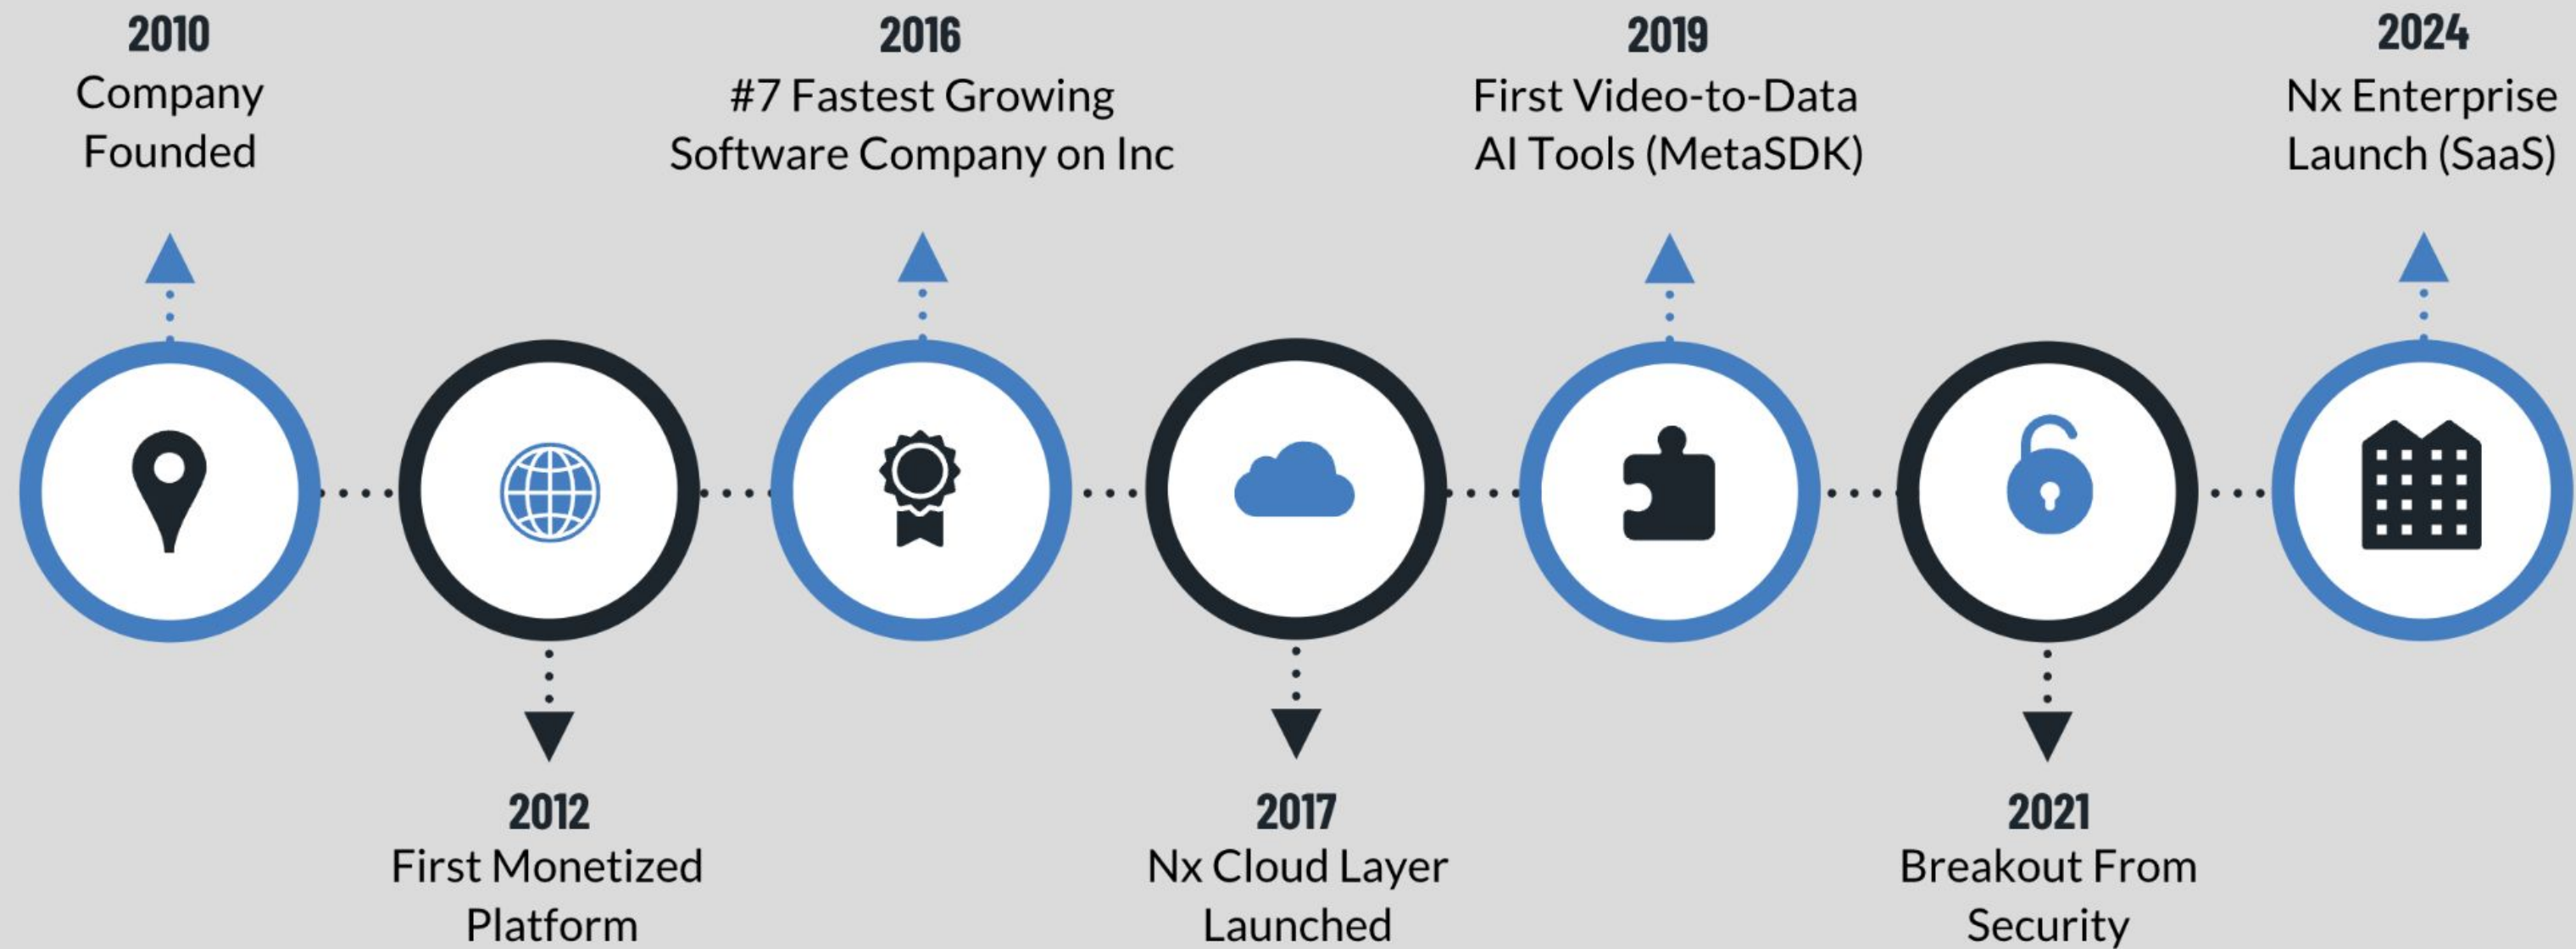 2010
Company
Founded
2016
#7 Fastest Growing
Software Company on Inc
2019
First Video-to-Data
AI Tools (MetaSDK)
2024
Nx Enterprise
Launch (SaaS)
2012
First Monetized
Platform
2017
Nx Cloud Layer
Launched
2021
Breakout From
Security